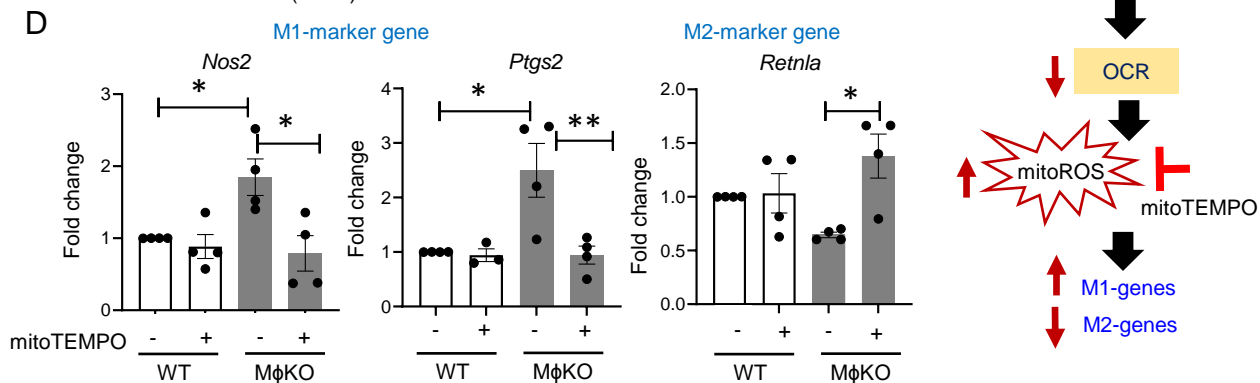 D
M1-marker gene
M2-marker gene
Nos2
Ptgs2
Retnla
Fold change
3
2
1
0
*
*
Fold change
4
3
2
1
0
*
**
Fold change
2.0
1.5
1.0
0.5
0.0
*
mitoTEMPO - + - +
- + - +
- + - +
WT MϕKO
WT MϕKO
WT MϕKO
OCR
mitoROS
mitoTEMPO
M1-genes
M2-genes